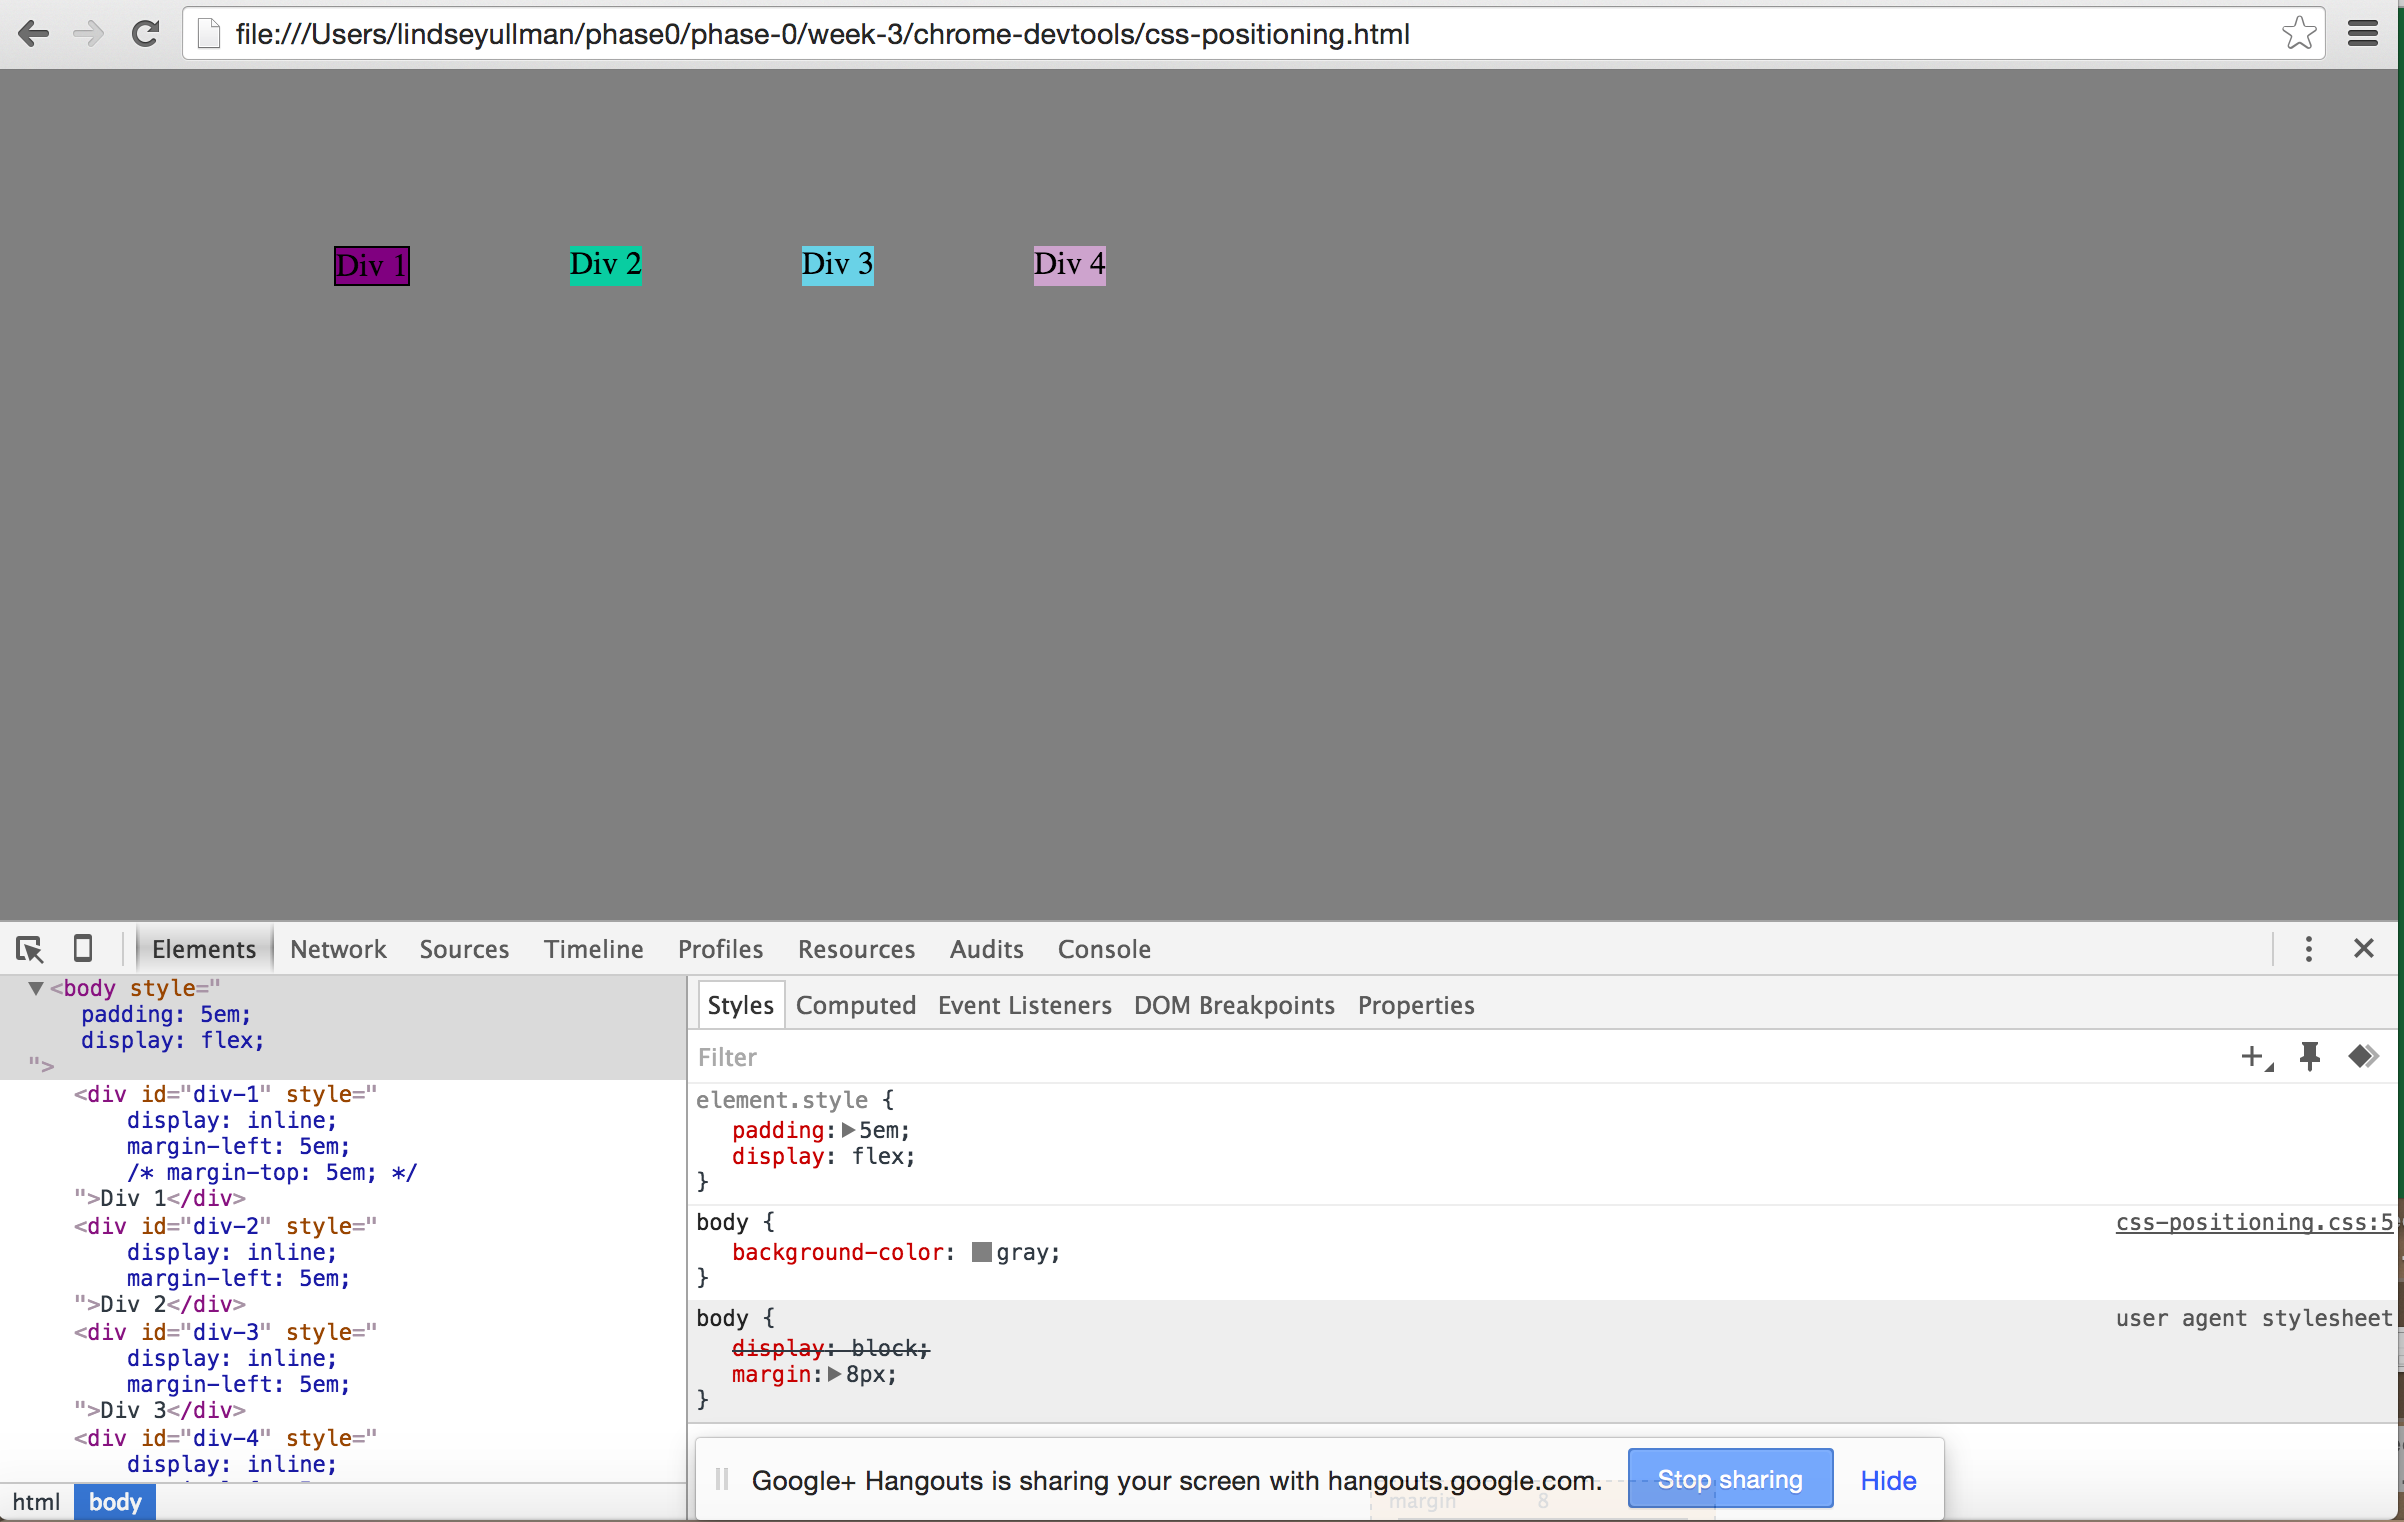 file:///Users/lindseyullman/phase0/phase-0/week-3/chrome-devtools/css-positioning.html
Div 1 Div 2 Div 3 Div 4
Elements Network Sources Timeline Profiles Resources Audits Console
<body style="
padding: 5em;
display: flex;
">
<div id="div-1" style="
display: inline;
margin-left: 5em;
/* margin-top: 5em; */
">Div 1</div>
<div id="div-2" style="
display: inline;
margin-left: 5em;
">Div 2</div>
<div id="div-3" style="
display: inline;
margin-left: 5em;
">Div 3</div>
<div id="div-4" style="
display: inline;
html body
Styles Computed Event Listeners DOM Breakpoints Properties
Filter
element.style {
padding: 5em;
display: flex;
}
body { css-positioning.css:5
background-color: gray;
}
body { user agent stylesheet
display: block;
margin: 8px;
}
Google+ Hangouts is sharing your screen with hangouts.google.com. Stop sharing Hide
margin 8